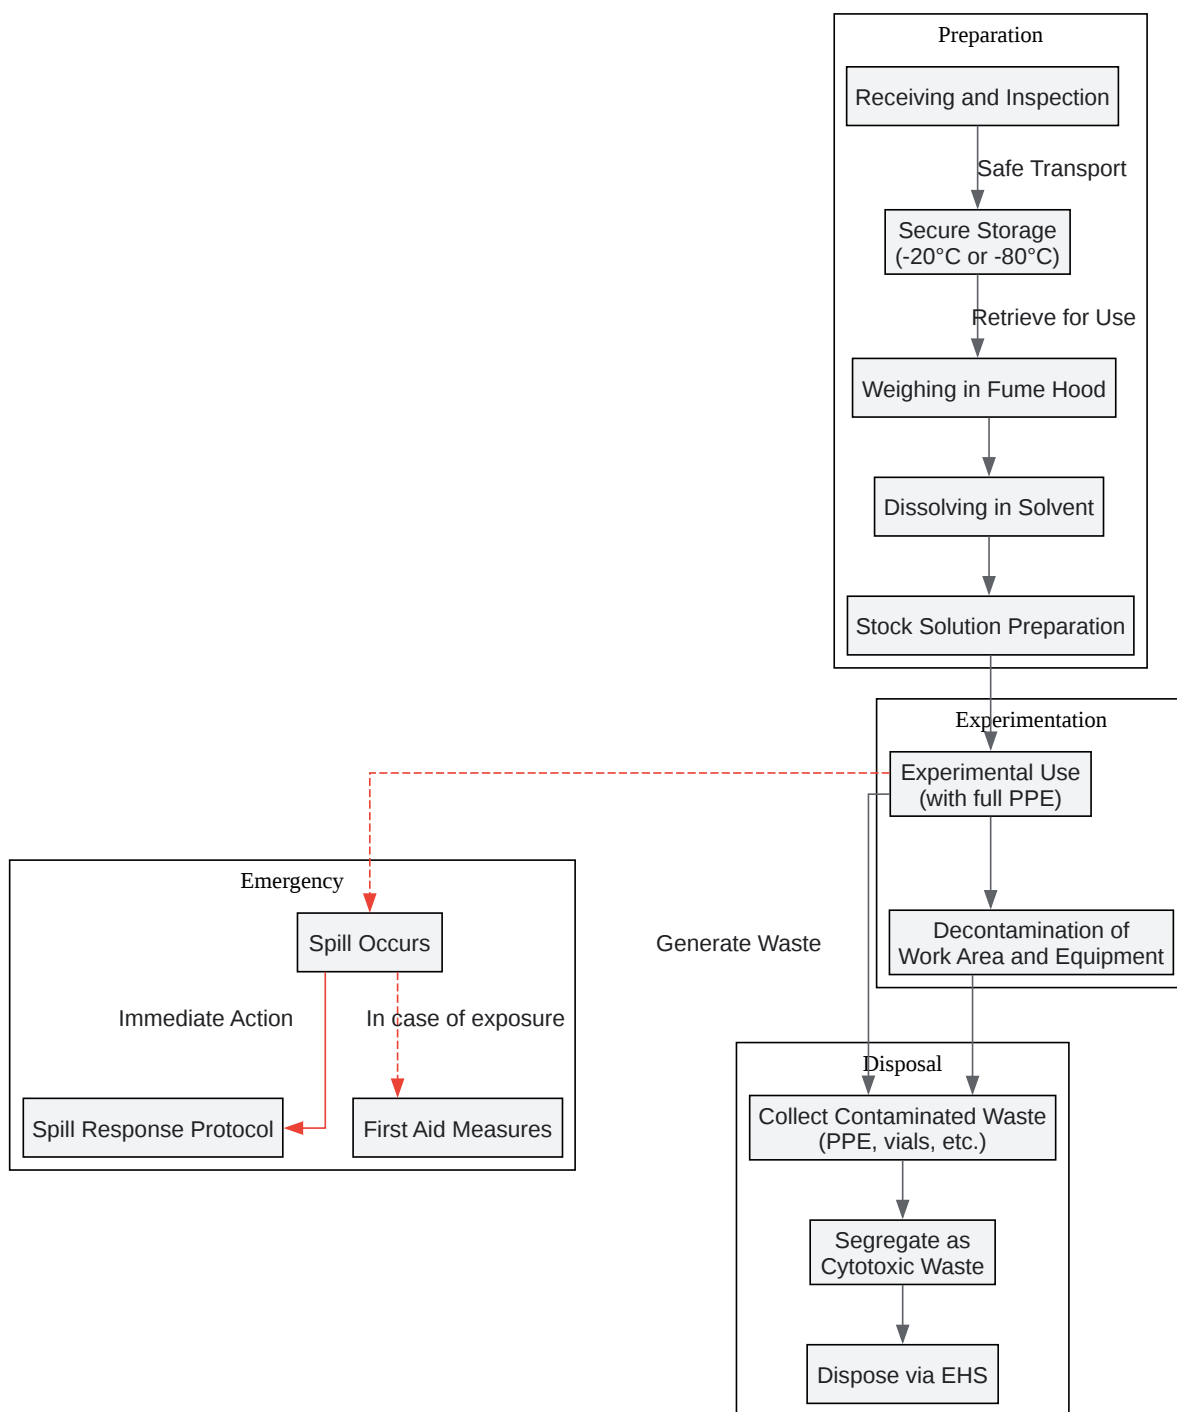 Preparation
Receiving and Inspection
Safe Transport
Secure Storage
(-20°C or -80°C)
Retrieve for Use
Weighing in Fume Hood
Dissolving in Solvent
Stock Solution Preparation
Experimentation
Experimental Use
(with full PPE)
Decontamination of
Work Area and Equipment
Generate Waste
Emergency
Spill Occurs
Immediate Action
In case of exposure
Spill Response Protocol
First Aid Measures
Disposal
Collect Contaminated Waste
(PPE, vials, etc.)
Segregate as
Cytotoxic Waste
Dispose via EHS